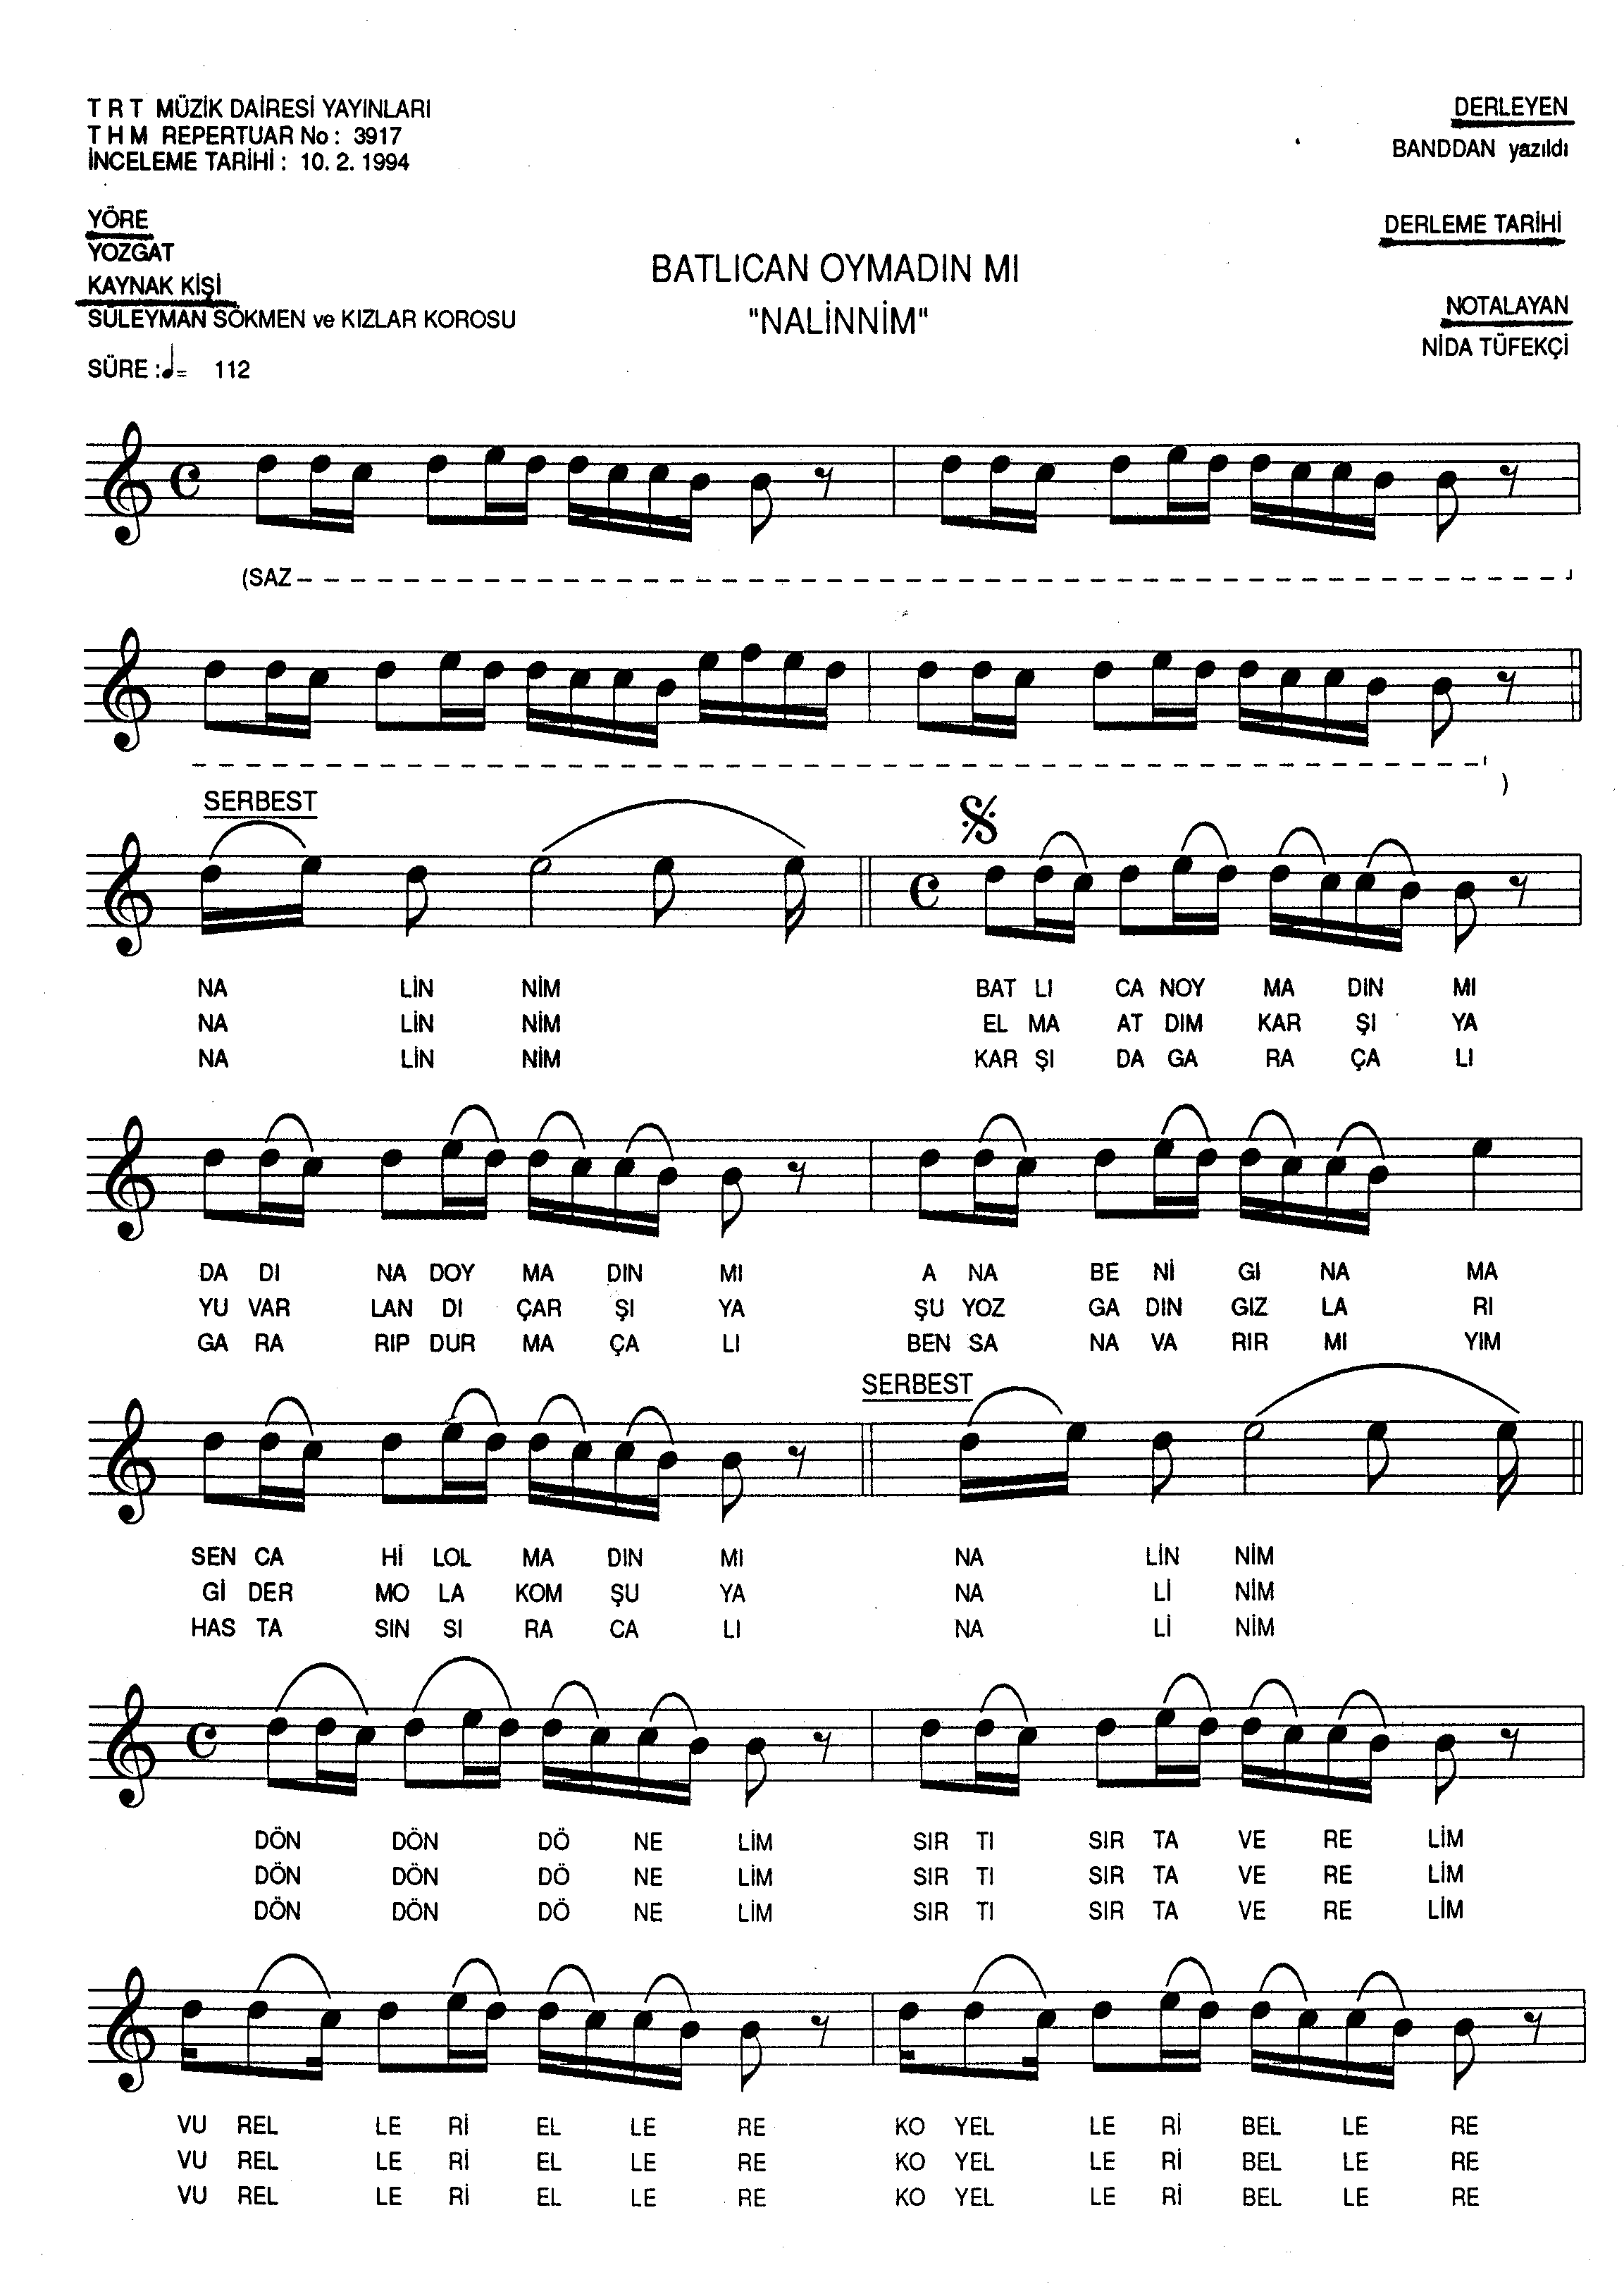 T R T MÜZİK DAİRESİ YAYINLARI
T H M REPERTUAR No : 3917
İNCELEME TARİHİ : 10. 2. 1994
DERLEYEN
BANDDAN yazıldı
YÖRE
YOZGAT
KAYNAK KİŞİ
SÜLEYMAN SÖKMEN ve KIZLAR KOROSU
SÜRE : ♩= 112
BATLICAN OYMADIN MI
"NALİNNİM"
DERLEME TARİHİ
NOTALAYAN
NİDA TÜFEKÇİ
(SAZ
)
SERBEST
NA LİN NİM BAT LI CA NOY MA DIN MI
NA LİN NİM EL MA AT DIM KAR ŞI YA
NA LİN NİM KAR ŞI DA GA RA ÇA LI
DA DI NA DOY MA DIN MI A NA BE Nİ GI NA MA
YU VAR LAN DI ÇAR ŞI YA ŞU YOZ GA DIN GIZ LA RI
GA RA RIP DUR MA ÇA LI BEN SA NA VA RIR MI YIM
SERBEST
SEN CA Hİ LOL MA DIN MI NA LİN NİM
Gİ DER MO LA KOM ŞU YA NA Lİ NİM
HAS TA SIN SI RA CA LI NA Lİ NİM
DÖN DÖN DÖ NE LİM SIR TI SIR TA VE RE LİM
DÖN DÖN DÖ NE LİM SIR TI SIR TA VE RE LİM
DÖN DÖN DÖ NE LİM SIR TI SIR TA VE RE LİM
VU REL LE Rİ EL LE RE KO YEL LE Rİ BEL LE RE
VU REL LE Rİ EL LE RE KO YEL LE Rİ BEL LE RE
VU REL LE Rİ EL LE RE KO YEL LE Rİ BEL LE RE